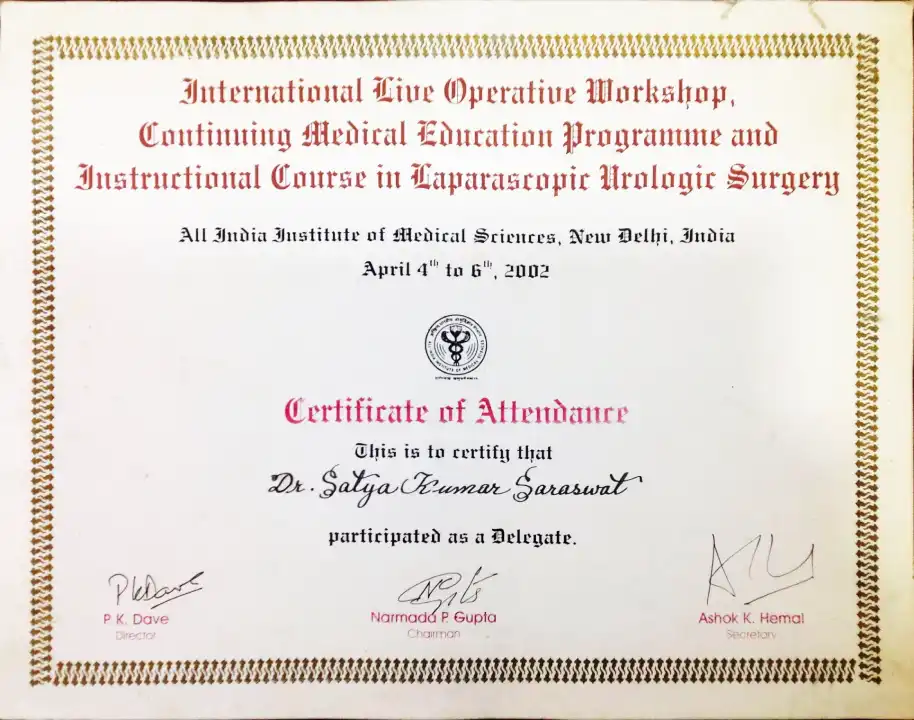 International Live Operative Workshop,
Continuing Medical Education Programme and
Instructional Course in Laparascopic Urologic Surgery
All India Institute of Medical Sciences, New Delhi, India
April 4th to 6th, 2002
Certificate of Attendance
This is to certify that
Dr. Satya Kumar Saraswat
participated as a Delegate.
PkDave
P. K. Dave
Director
Narmada P. Gupta
Chairman
Ashok K. Hemal
Secretary